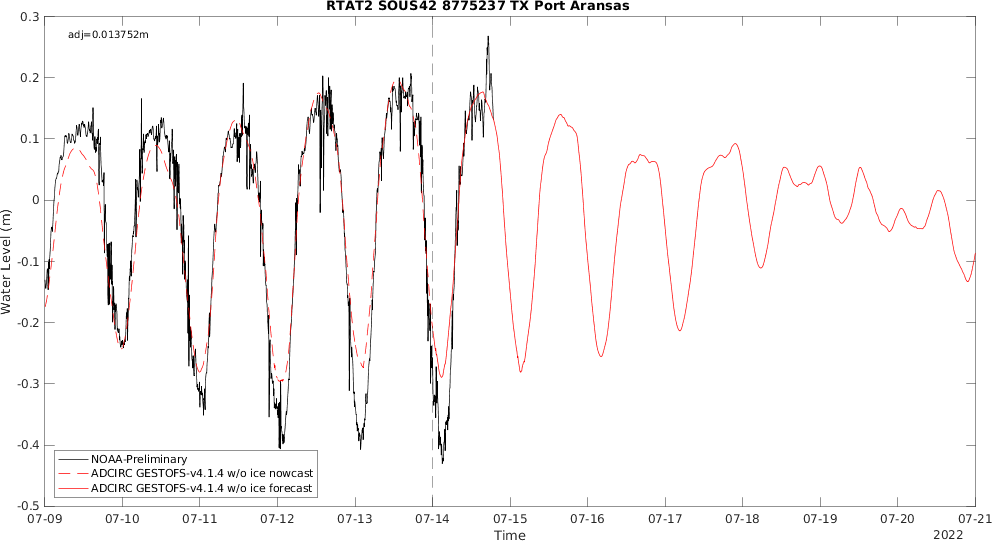 RTAT2 SOUS42 8775237 TX Port Aransas
adj=0.013752m
0.3
0.2
0.1
0
-0.1
-0.2
-0.3
-0.4
-0.5
Water Level (m)
NOAA-Preliminary
ADCIRC GESTOFS-v4.1.4 w/o ice nowcast
ADCIRC GESTOFS-v4.1.4 w/o ice forecast
07-09 07-10 07-11 07-12 07-13 07-14 07-15 07-16 07-17 07-18 07-19 07-20 07-21
Time
2022